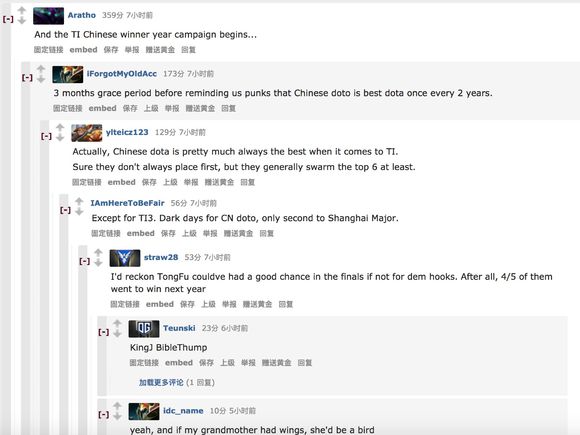 [-] Aratho 359分 7小时前
And the TI Chinese winner year campaign begins...
固定链接 embed 保存 举报 赠送黄金 回复
[-] iForgotMyOldAcc 173分 7小时前
3 months grace period before reminding us punks that Chinese doto is best dota once every 2 years.
固定链接 embed 保存 上级 举报 赠送黄金 回复
[-] ylteicz123 129分 7小时前
Actually, Chinese dota is pretty much always the best when it comes to TI.
Sure they don't always place first, but they generally swarm the top 6 at least.
固定链接 embed 保存 上级 举报 赠送黄金 回复
[-] IAmHereToBeFair 56分 7小时前
Except for TI3. Dark days for CN doto, only second to Shanghai Major.
固定链接 embed 保存 上级 举报 赠送黄金 回复
[-] straw28 53分 7小时前
I'd reckon TongFu couldve had a good chance in the finals if not for dem hooks. After all, 4/5 of them
went to win next year
固定链接 embed 保存 上级 举报 赠送黄金 回复
[-] OG Teunski 23分 6小时前
KingJ BibleThump
固定链接 embed 保存 上级 举报 赠送黄金 回复
加载更多评论 (1 回复)
[-] idc_name 10分 5小时前
yeah, and if my grandmother had wings, she'd be a bird